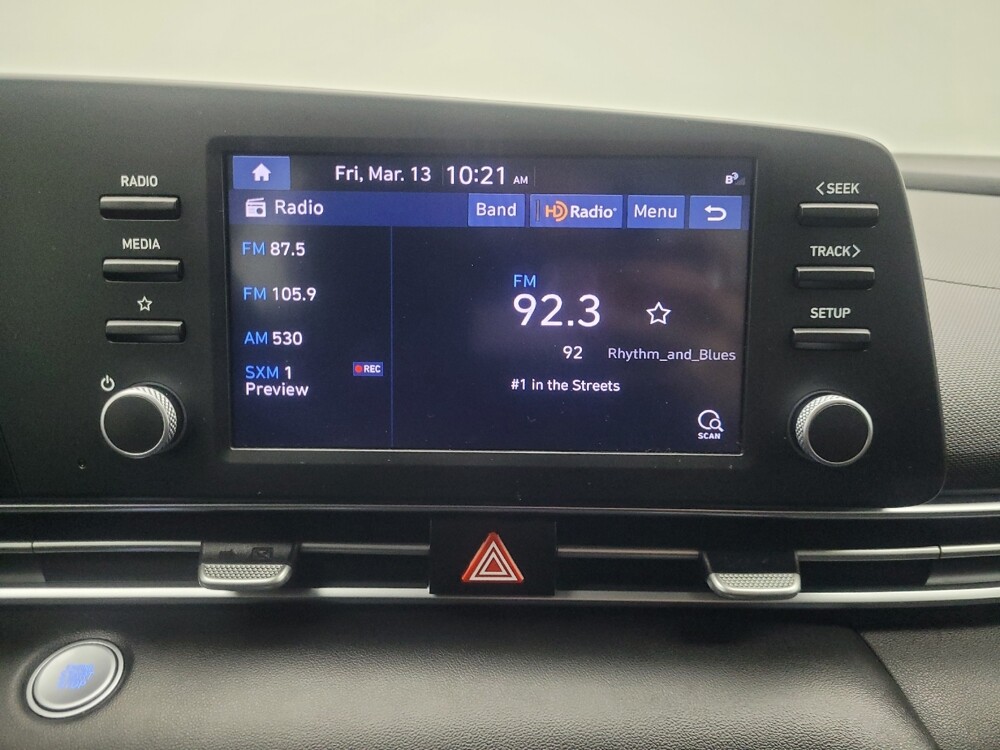 Fri, Mar. 13 10:21 AM B
Radio Band HD Radio Menu
FM 87.5
FM 105.9
AM 530
SXM 1 REC
Preview
FM
92.3
92 Rhythm_and_Blues
#1 in the Streets
SCAN
RADIO
MEDIA
<SEEK
TRACK>
SETUP